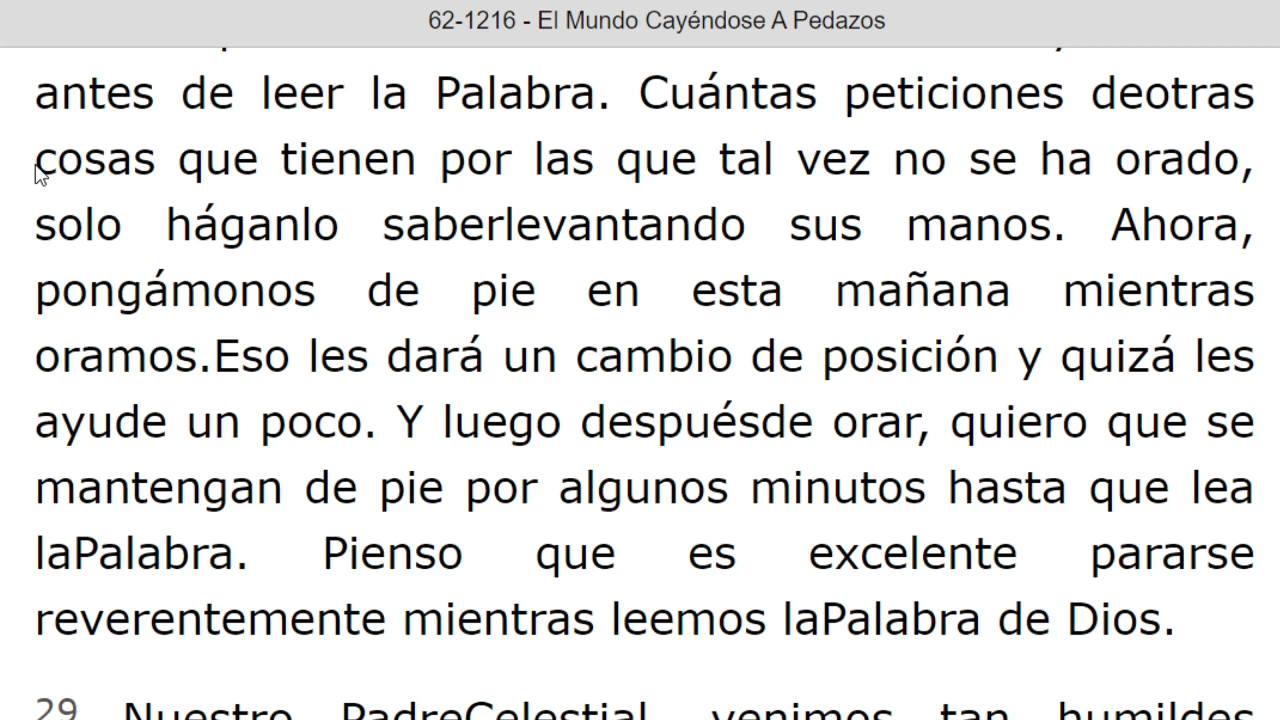 62-1216 - El Mundo Cayéndose A Pedazos
antes de leer la Palabra. Cuántas peticiones deotras
cosas que tienen por las que tal vez no se ha orado,
solo háganlo saberlevantando sus manos. Ahora,
pongámonos de pie en esta mañana mientras
oramos.Eso les dará un cambio de posición y quizá les
ayude un poco. Y luego despuésde orar, quiero que se
mantengan de pie por algunos minutos hasta que lea
laPalabra. Pienso que es excelente pararse
reverentemente mientras leemos laPalabra de Dios.
29 Nuestro PadreCelestial, venimos tan humildes